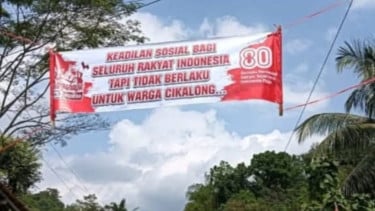 KEADILAN SOSIAL BAGI
SELURUH RAKYAT INDONESIA
TAPI TIDAK BERLAKU
UNTUK WARGA CIKALONG...
80